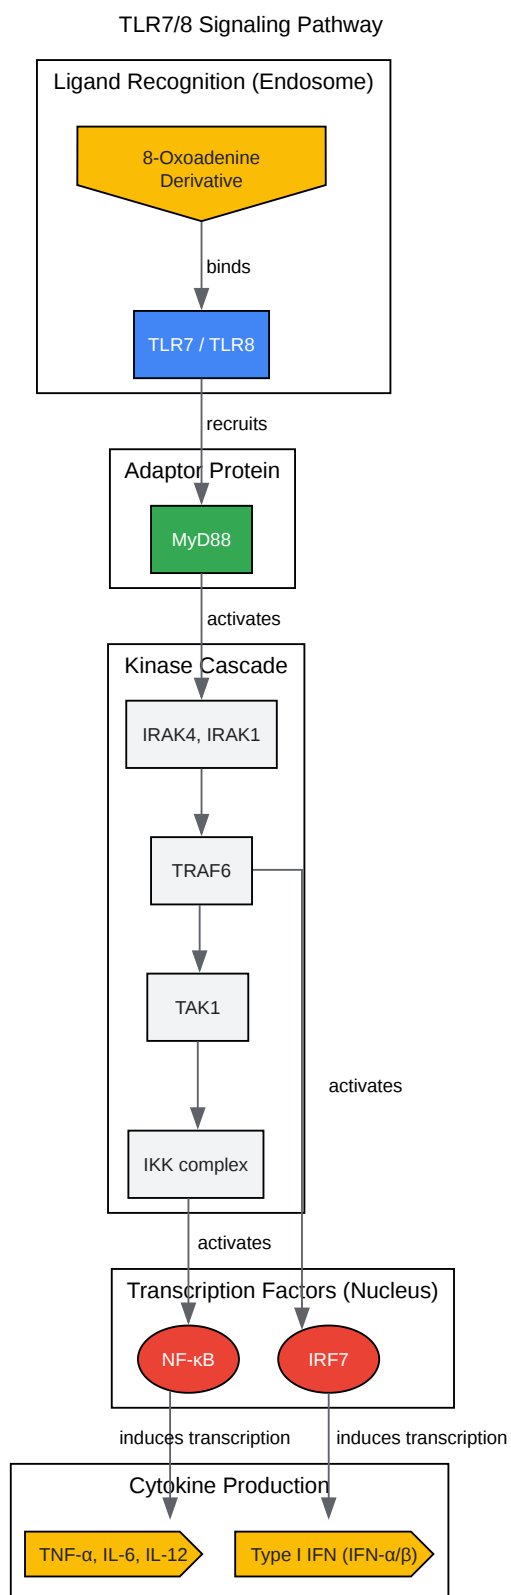 TLR7/8 Signaling Pathway
Ligand Recognition (Endosome)
8-Oxoadenine
Derivative
binds
TLR7 / TLR8
recruits
Adaptor Protein
MyD88
activates
Kinase Cascade
IRAK4, IRAK1
TRAF6
TAK1
activates
IKK complex
activates
Transcription Factors (Nucleus)
NF-κB
IRF7
induces transcription
induces transcription
Cytokine Production
TNF-α, IL-6, IL-12
Type I IFN (IFN-α/β)